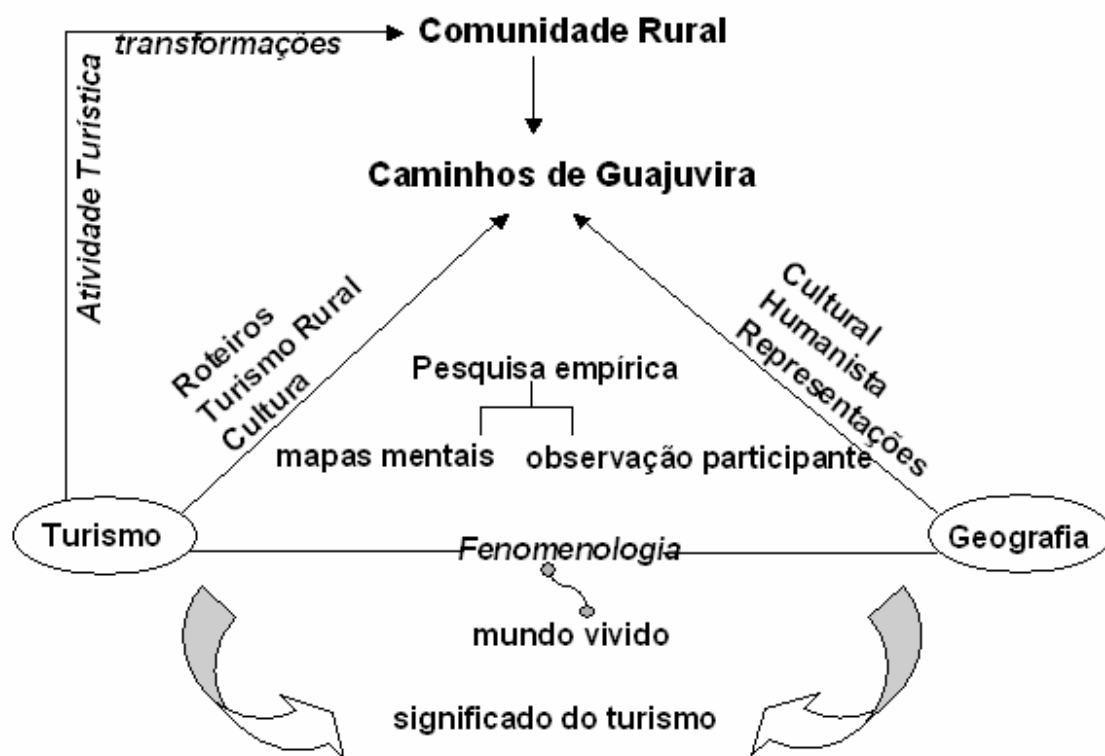 transformações
Comunidade Rural
Atividade Turística
Caminhos de Guajuvira
Roteiros
Turismo Rural
Cultura
Cultural
Humanista
Representações
Pesquisa empírica
mapas mentais
observação participante
Turismo
Fenomenologia
Geografia
mundo vivido
significado do turismo